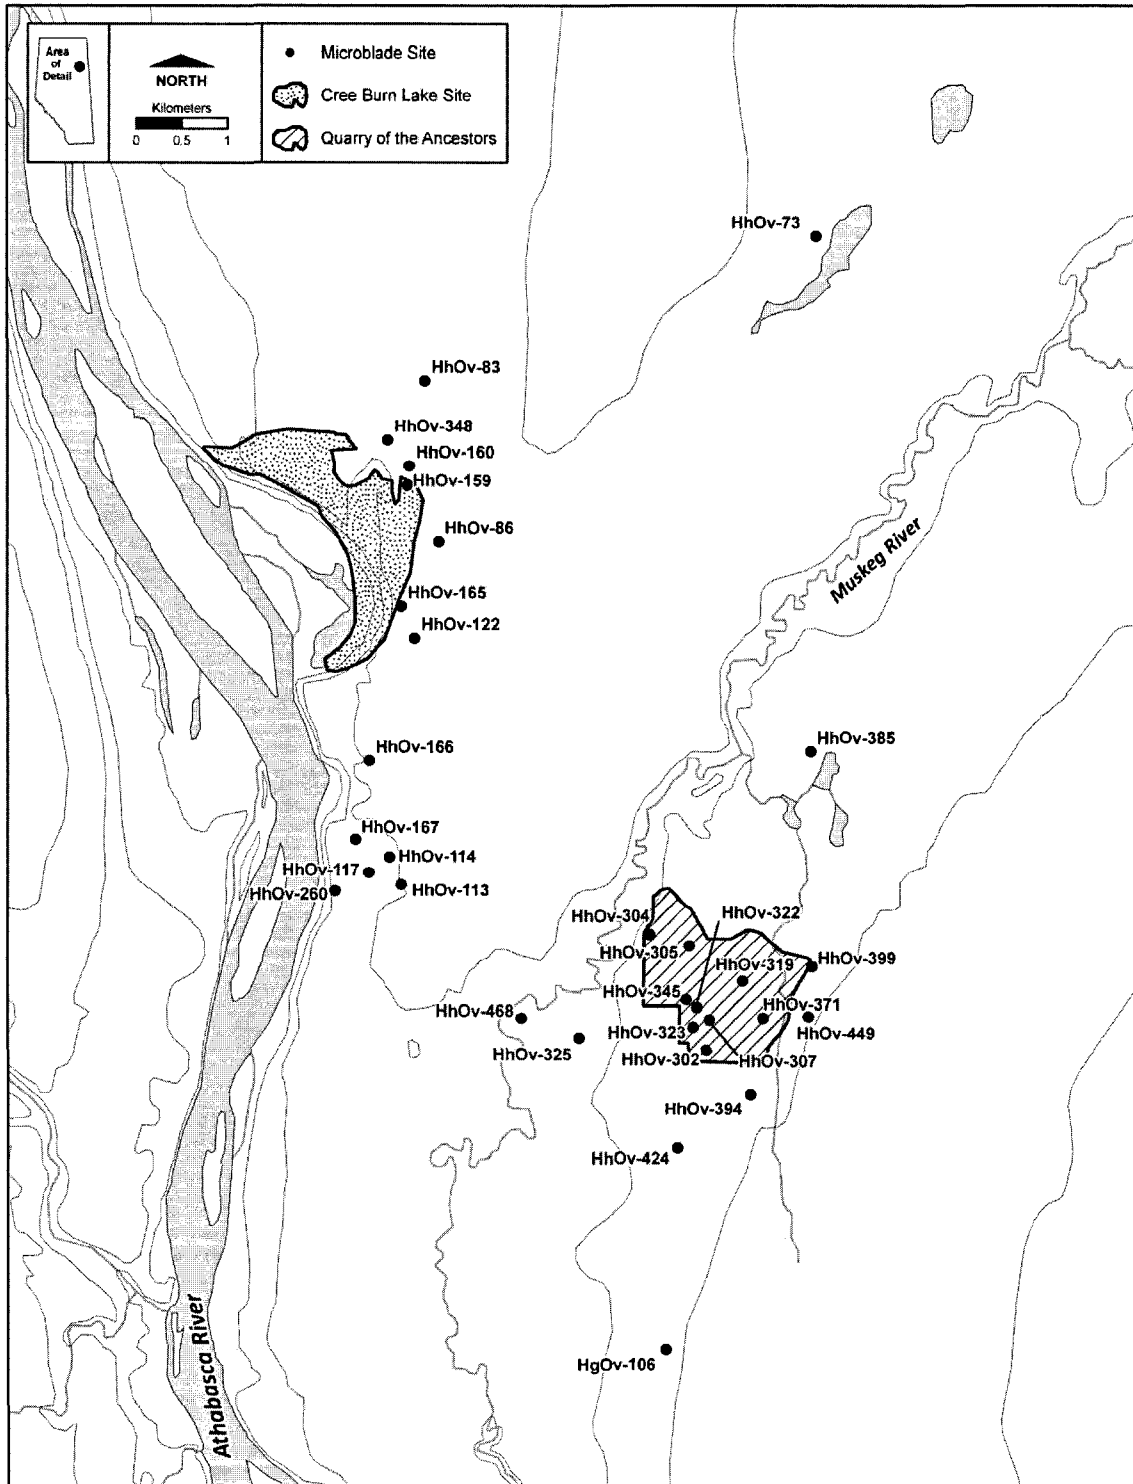 Area
of
Detail
NORTH
Kilometers
0 0.5 1
Microblade Site
Cree Burn Lake Site
Quarry of the Ancestors
HhOv-73
HhOv-83
HhOv-348
HhOv-160
HhOv-159
HhOv-86
Muskeg River
HhOv-165
HhOv-122
HhOv-385
HhOv-166
HhOv-167
HhOv-114
HhOv-117
HhOv-113
HhOv-260
HhOv-304
HhOv-322
HhOv-305
HhOv-319
HhOv-399
HhOv-345
HhOv-371
HhOv-468
HhOv-323
HhOv-449
HhOv-325
HhOv-302
HhOv-307
HhOv-394
HhOv-424
Athabasca River
HgOv-106